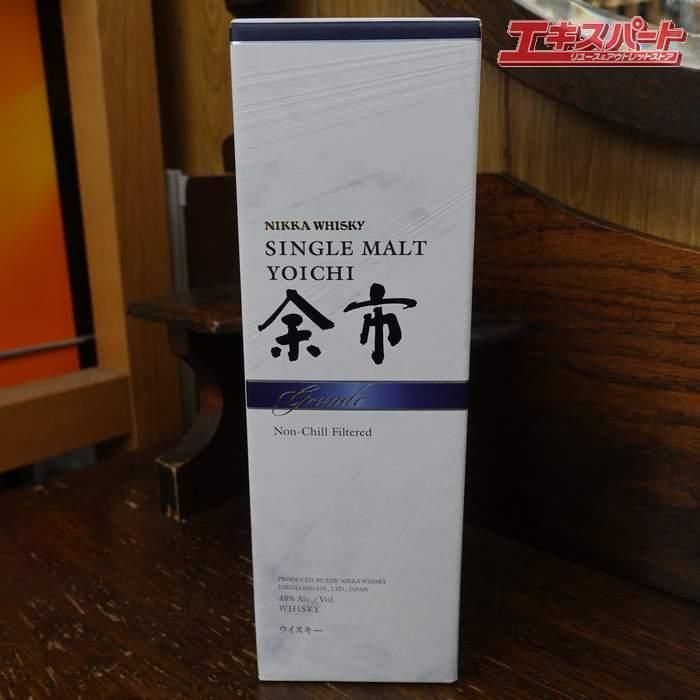 エキスパート
リユース&アウトレットストア
NIKKA WHISKY
SINGLE MALT
YOICHI
余市
Grande
Non-Chill Filtered
PRODUCED BY THE NIKKA WHISKY
DISTILLING CO., LTD., JAPAN
48% Alc./Vol.
WHISKY
ウイスキー